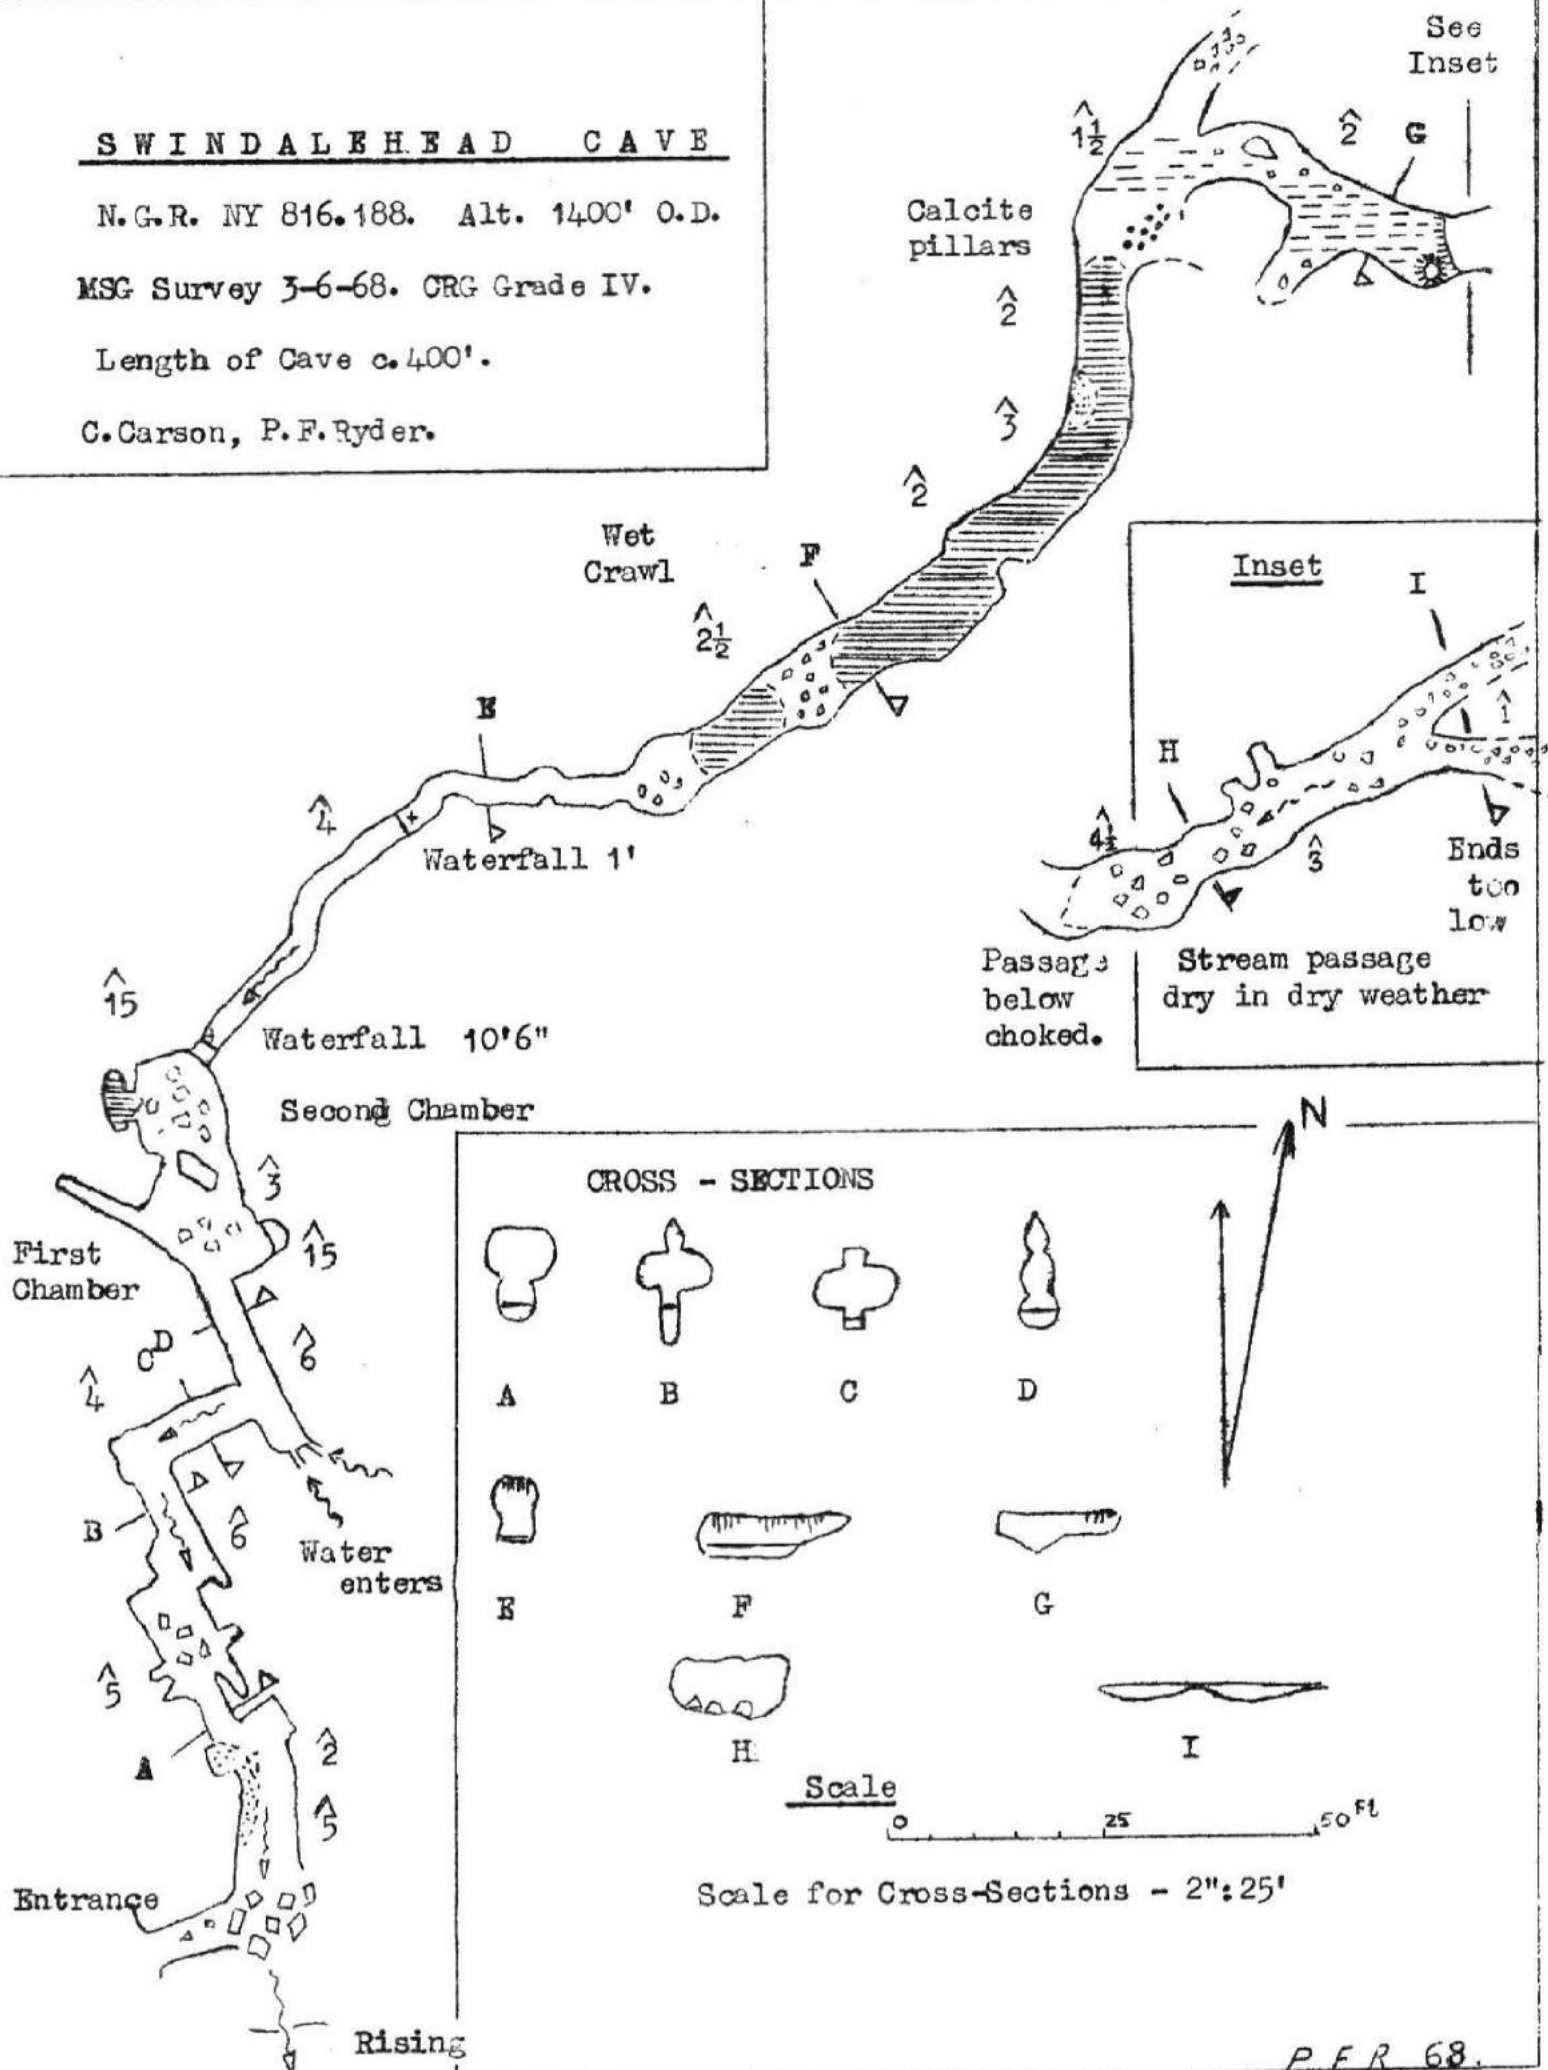 SWINDALEHEAD CAVE
N.G.R. NY 816.188. Alt. 1400' O.D.
MSG Survey 3-6-68. CRG Grade IV.
Length of Cave c.400'.
C.Carson, P.F.Ryder.
See
Inset
1½
2
G
Calcite
pillars
2
3
2
Wet
Crawl
F
2½
E
4
Waterfall 1'
15
Waterfall 10'6"
Second Chamber
3
First
Chamber
15
D
C
6
4
B
6
Water
enters
5
A
2
5
Entrance
Rising
Inset
I
1
H
4½
3
Ends
too
low
Passage
below
choked.
Stream passage
dry in dry weather
N
CROSS - SECTIONS
A B C D
E F G
H I
Scale
0 25 50 Ft
Scale for Cross-Sections - 2":25'
P.F.R. 68.